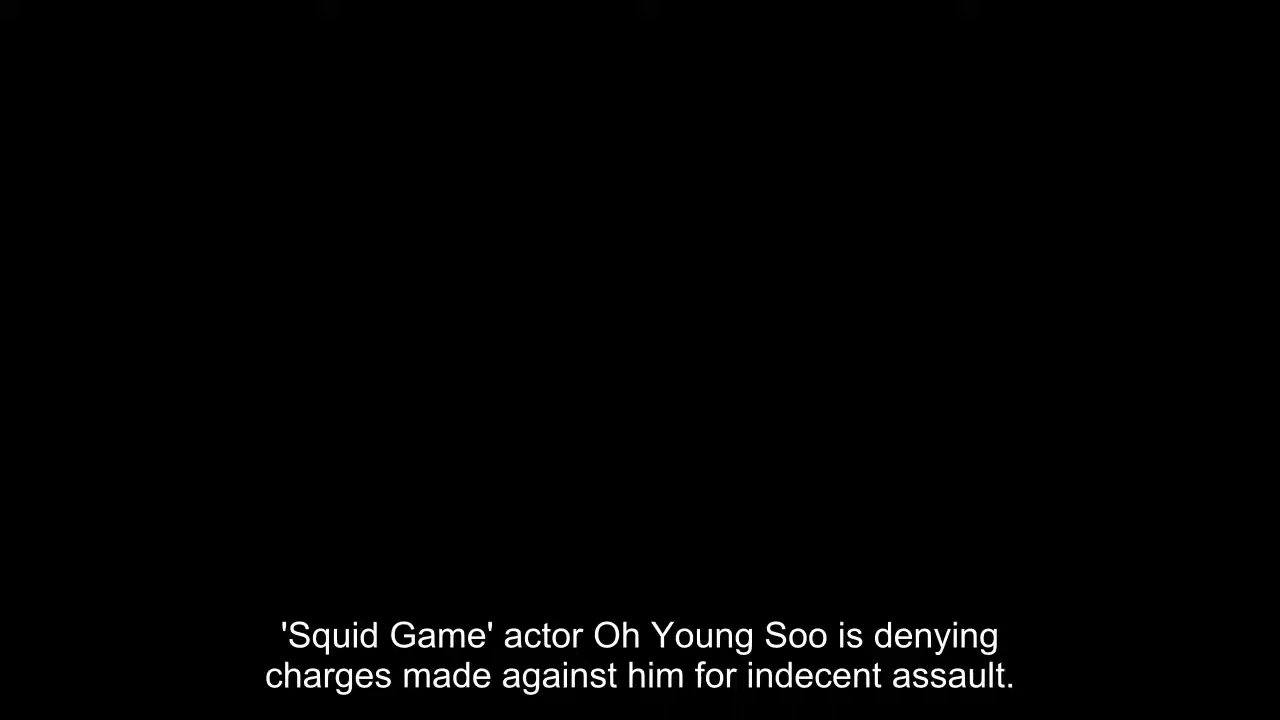 'Squid Game' actor Oh Young Soo is denying
charges made against him for indecent assault.